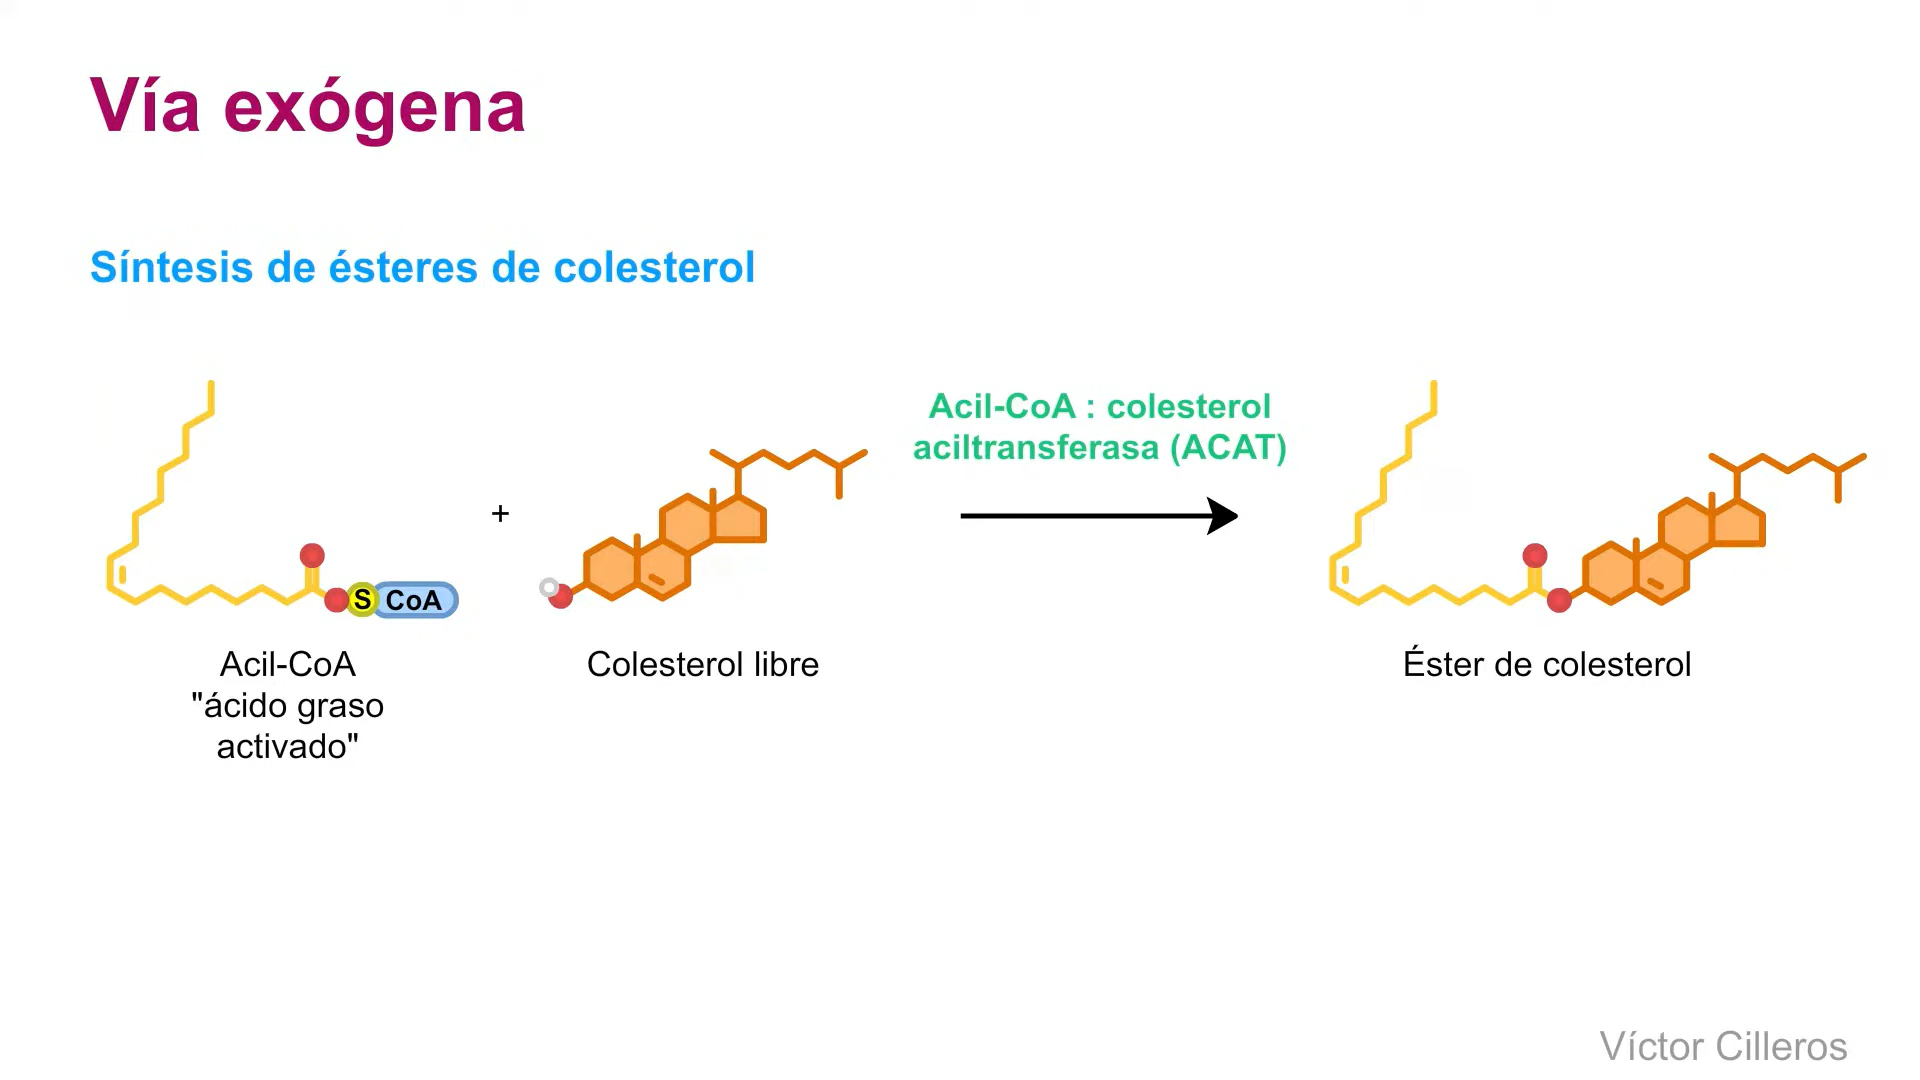 Vía exógena
Síntesis de ésteres de colesterol
Acil-CoA : colesterol
aciltransferasa (ACAT)
+
S CoA
Acil-CoA
"ácido graso
activado"
Colesterol libre
Éster de colesterol
Víctor Cilleros